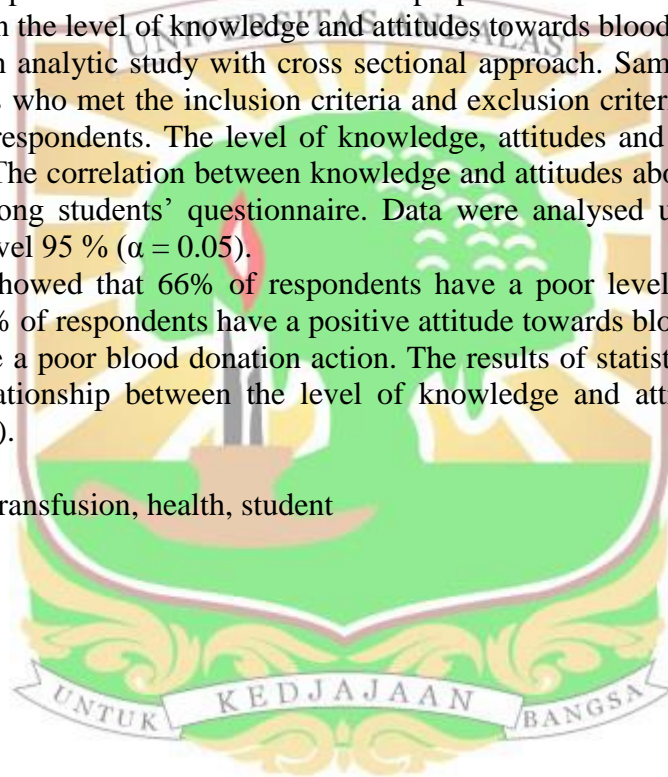 UNIVERSITAS ANDALAS
n the level of knowledge and attitudes towards blood
n analytic study with cross sectional approach. Sam
s who met the inclusion criteria and exclusion criter
respondents. The level of knowledge, attitudes and
The correlation between knowledge and attitudes abo
ong students’ questionnaire. Data were analysed u
vel 95 % (α = 0.05).
howed that 66% of respondents have a poor level
% of respondents have a positive attitude towards blo
e a poor blood donation action. The results of statist
ationship between the level of knowledge and att
).
ransfusion, health, student
UNTUK KEDJAJAAN BANGSA